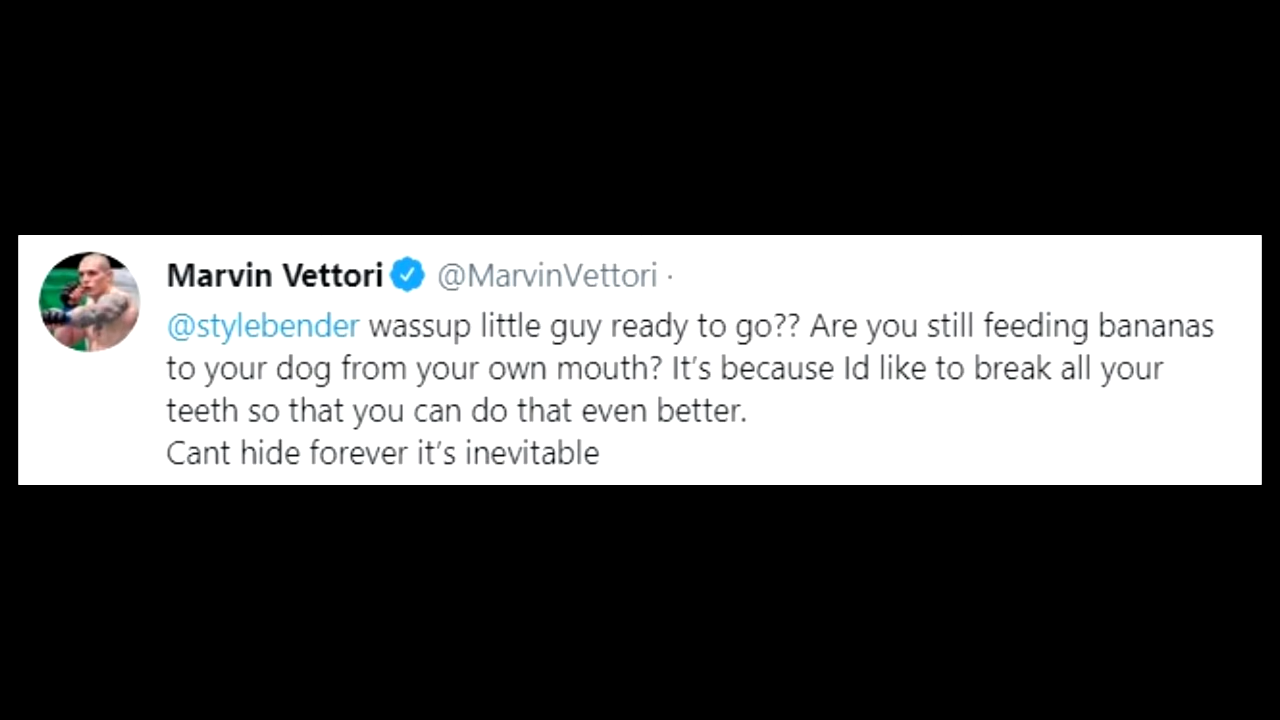 Marvin Vettori @MarvinVettori ·
@stylebender wassup little guy ready to go?? Are you still feeding bananas
to your dog from your own mouth? It’s because Id like to break all your
teeth so that you can do that even better.
Cant hide forever it’s inevitable